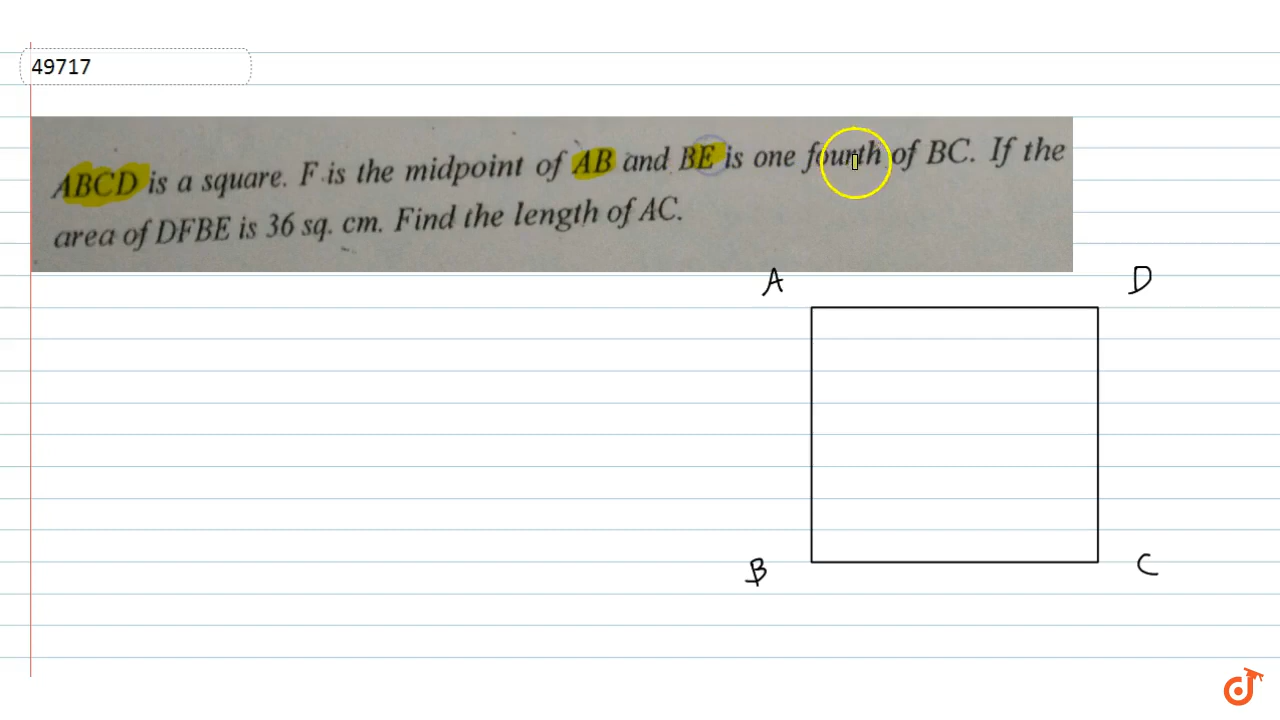 49717
ABCD is a square. F is the midpoint of AB and BE is one fourth of BC. If the
area of DFBE is 36 sq. cm. Find the length of AC.
A D
B C